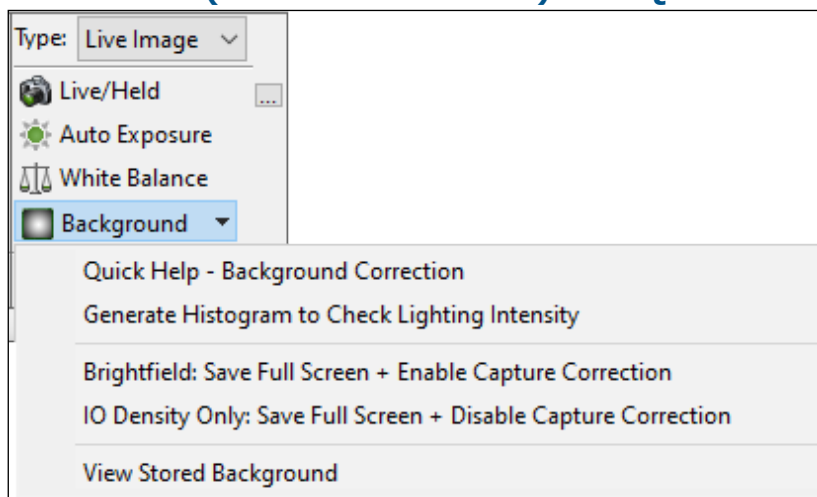 Type: Live Image
Live/Held
...
Auto Exposure
White Balance
Background
Quick Help - Background Correction
Generate Histogram to Check Lighting Intensity
Brightfield: Save Full Screen + Enable Capture Correction
IO Density Only: Save Full Screen + Disable Capture Correction
View Stored Background